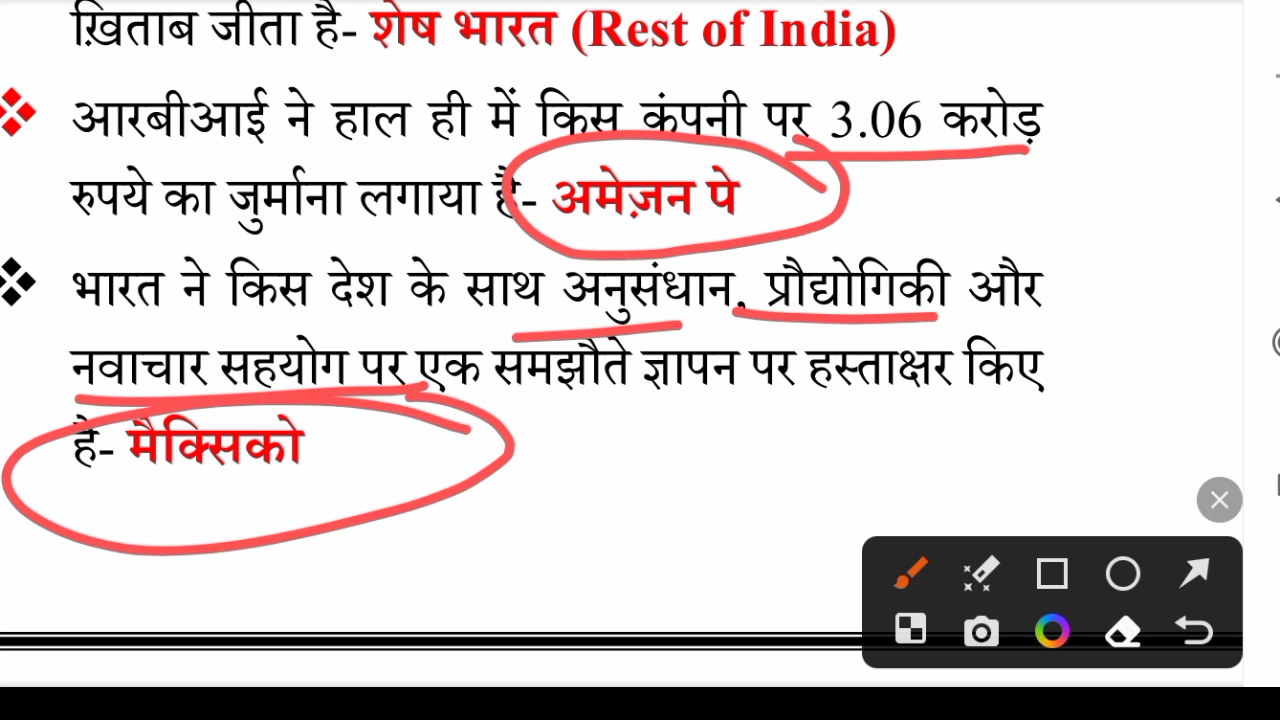 ख़िताब जीता है- शेष भारत (Rest of India)
❖ आरबीआई ने हाल ही में किस कंपनी पर 3.06 करोड़
रुपये का जुर्माना लगाया है- अमेज़न पे
❖ भारत ने किस देश के साथ अनुसंधान, प्रौद्योगिकी और
नवाचार सहयोग पर एक समझौते ज्ञापन पर हस्ताक्षर किए
है- मैक्सिको